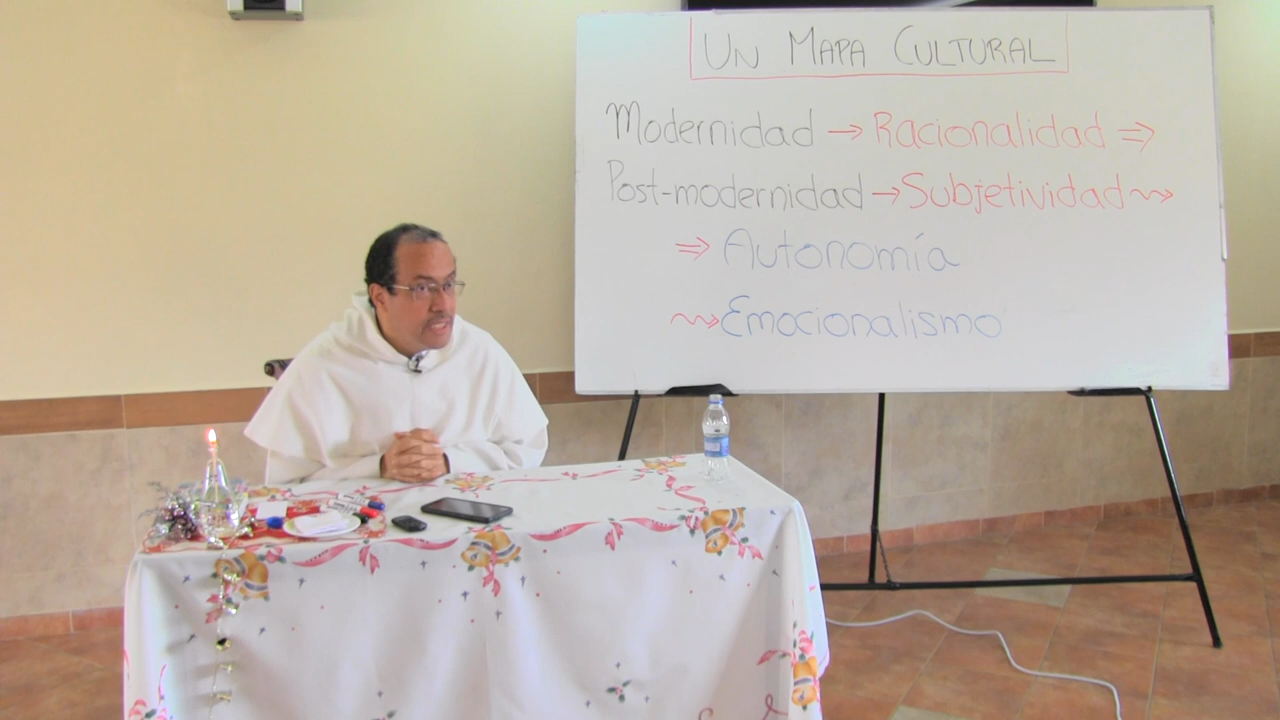 UN MAPA CULTURAL
Modernidad → Racionalidad ⇒
Post-modernidad → Subjetividad ⇝
⇒ Autonomía
⇝ Emocionalismo